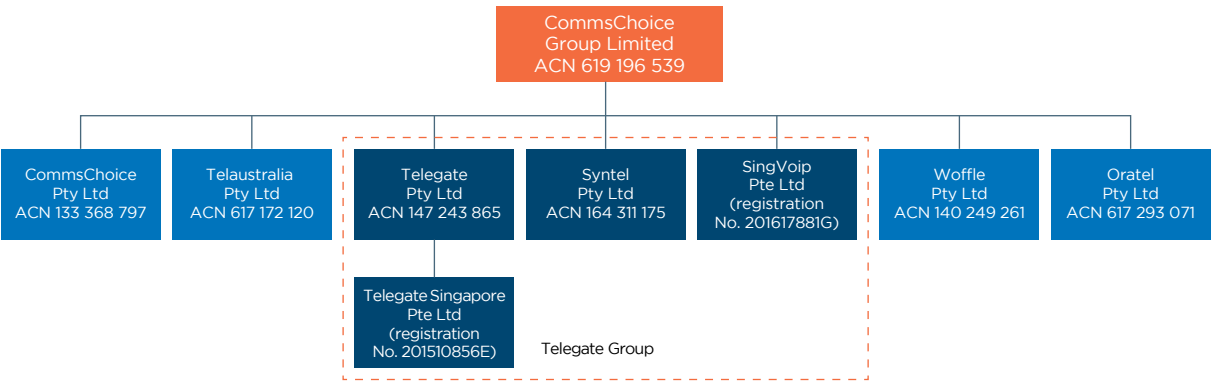 CommsChoice
Group Limited
ACN 619 196 539
CommsChoice
Pty Ltd
ACN 133 368 797
Telaustralia
Pty Ltd
ACN 617 172 120
Telegate
Pty Ltd
ACN 147 243 865
Syntel
Pty Ltd
ACN 164 311 175
SingVoip
Pte Ltd
(registration
No. 201617881G)
Woffle
Pty Ltd
ACN 140 249 261
Oratel
Pty Ltd
ACN 617 293 071
Telegate Singapore
Pte Ltd
(registration
No. 201510856E)
Telegate Group